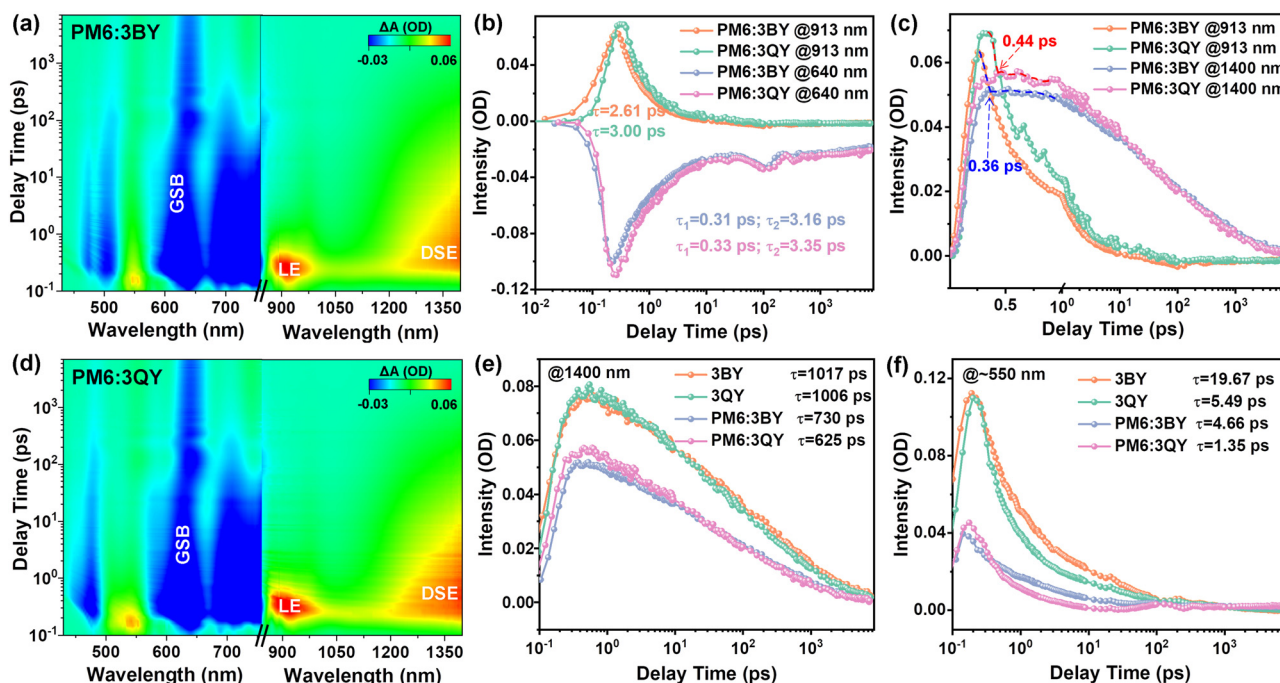 (a)
PM6:3BY
ΔA (OD)
-0.03 0.06
GSB
LE
DSE
Delay Time (ps)
10³
10²
10¹
10⁰
10⁻¹
500 600 700 900 1050 1200 1350
Wavelength (nm) Wavelength (nm)
(b)
PM6:3BY @913 nm
PM6:3QY @913 nm
PM6:3BY @640 nm
PM6:3QY @640 nm
τ=2.61 ps
τ=3.00 ps
τ₁=0.31 ps; τ₂=3.16 ps
τ₁=0.33 ps; τ₂=3.35 ps
Intensity (OD)
0.04
0.00
-0.04
-0.08
-0.12
10⁻² 10⁻¹ 10⁰ 10¹ 10² 10³
Delay Time (ps)
(c)
PM6:3BY @913 nm
PM6:3QY @913 nm
PM6:3BY @1400 nm
PM6:3QY @1400 nm
0.44 ps
0.36 ps
Intensity (OD)
0.08
0.06
0.04
0.02
0.00
0.5 10⁰ 10¹ 10² 10³
Delay Time (ps)
(d)
PM6:3QY
ΔA (OD)
-0.03 0.06
GSB
LE
DSE
Delay Time (ps)
10³
10²
10¹
10⁰
10⁻¹
500 600 700 900 1050 1200 1350
Wavelength (nm) Wavelength (nm)
(e)
@1400 nm
3BY τ=1017 ps
3QY τ=1006 ps
PM6:3BY τ=730 ps
PM6:3QY τ=625 ps
Intensity (OD)
0.08
0.06
0.04
0.02
0.00
10⁻¹ 10⁰ 10¹ 10² 10³
Delay Time (ps)
(f)
@~550 nm
3BY τ=19.67 ps
3QY τ=5.49 ps
PM6:3BY τ=4.66 ps
PM6:3QY τ=1.35 ps
Intensity (OD)
0.12
0.08
0.04
0.00
10⁻¹ 10⁰ 10¹ 10² 10³
Delay Time (ps)